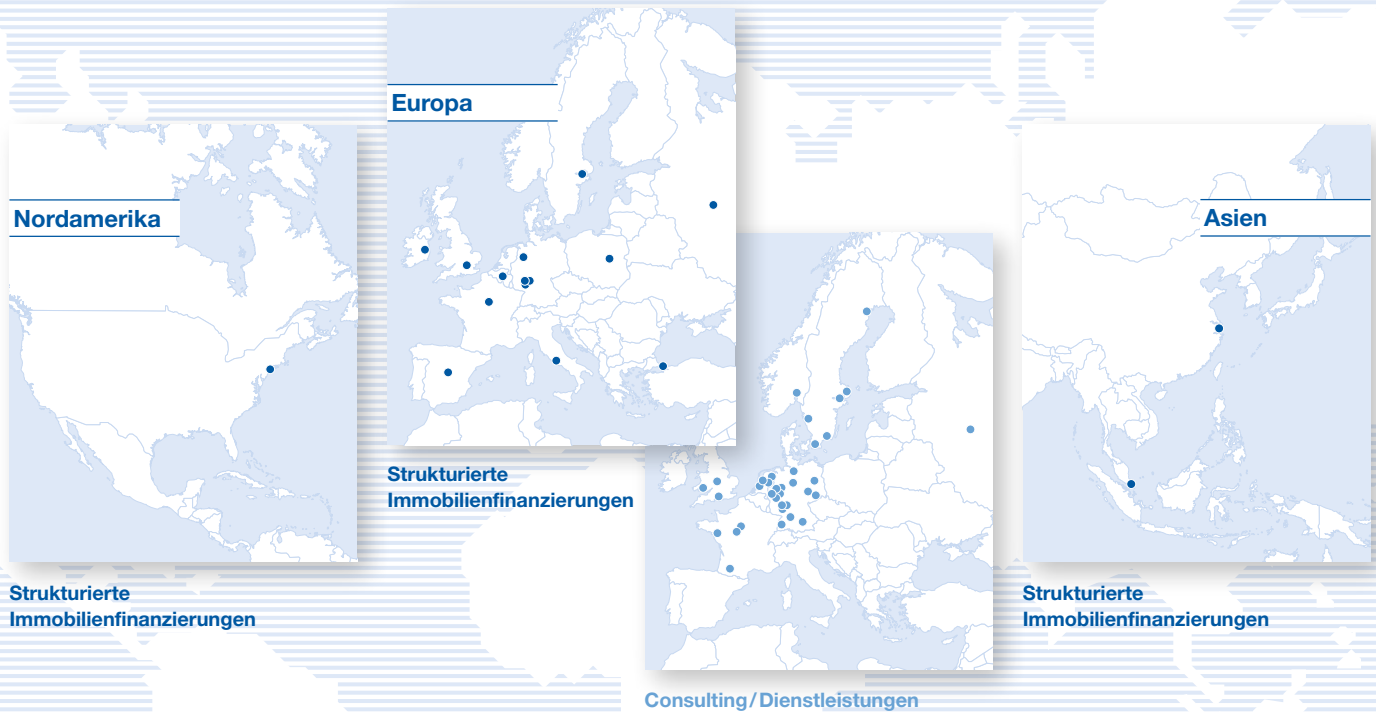 Europa
Nordamerika
Asien
Strukturierte
Immobilienfinanzierungen
Strukturierte
Immobilienfinanzierungen
Strukturierte
Immobilienfinanzierungen
Consulting/Dienstleistungen